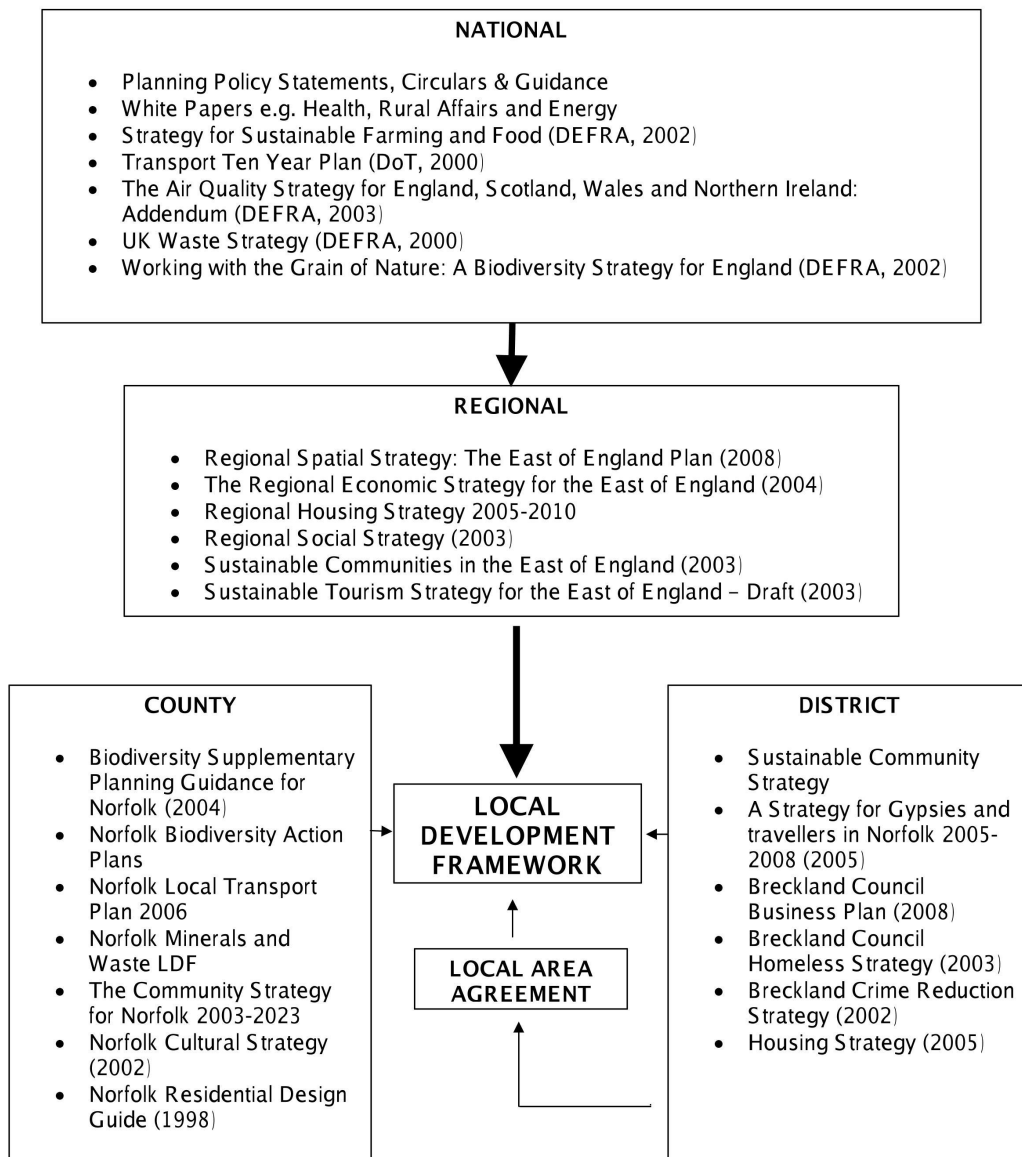 NATIONAL
• Planning Policy Statements, Circulars & Guidance
• White Papers e.g. Health, Rural Affairs and Energy
• Strategy for Sustainable Farming and Food (DEFRA, 2002)
• Transport Ten Year Plan (DoT, 2000)
• The Air Quality Strategy for England, Scotland, Wales and Northern Ireland:
Addendum (DEFRA, 2003)
• UK Waste Strategy (DEFRA, 2000)
• Working with the Grain of Nature: A Biodiversity Strategy for England (DEFRA, 2002)
REGIONAL
• Regional Spatial Strategy: The East of England Plan (2008)
• The Regional Economic Strategy for the East of England (2004)
• Regional Housing Strategy 2005-2010
• Regional Social Strategy (2003)
• Sustainable Communities in the East of England (2003)
• Sustainable Tourism Strategy for the East of England – Draft (2003)
COUNTY
• Biodiversity Supplementary
Planning Guidance for
Norfolk (2004)
• Norfolk Biodiversity Action
Plans
• Norfolk Local Transport
Plan 2006
• Norfolk Minerals and
Waste LDF
• The Community Strategy
for Norfolk 2003-2023
• Norfolk Cultural Strategy
(2002)
• Norfolk Residential Design
Guide (1998)
LOCAL
DEVELOPMENT
FRAMEWORK
LOCAL AREA
AGREEMENT
DISTRICT
• Sustainable Community
Strategy
• A Strategy for Gypsies and
travellers in Norfolk 2005-
2008 (2005)
• Breckland Council
Business Plan (2008)
• Breckland Council
Homeless Strategy (2003)
• Breckland Crime Reduction
Strategy (2002)
• Housing Strategy (2005)